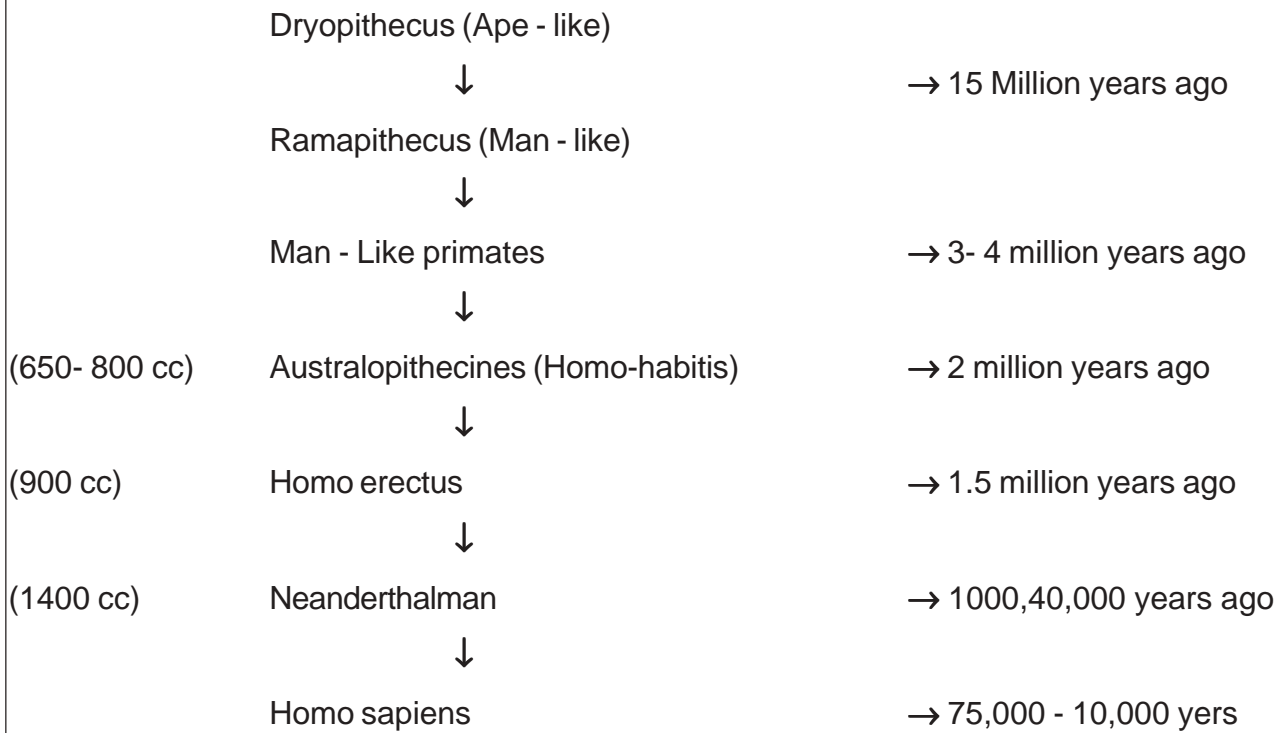 Dryopithecus (Ape - like)
↓ → 15 Million years ago
Ramapithecus (Man - like)
↓
Man - Like primates → 3- 4 million years ago
↓
(650- 800 cc) Australopithecines (Homo-habitis) → 2 million years ago
↓
(900 cc) Homo erectus → 1.5 million years ago
↓
(1400 cc) Neanderthalman → 1000,40,000 years ago
↓
Homo sapiens → 75,000 - 10,000 yers